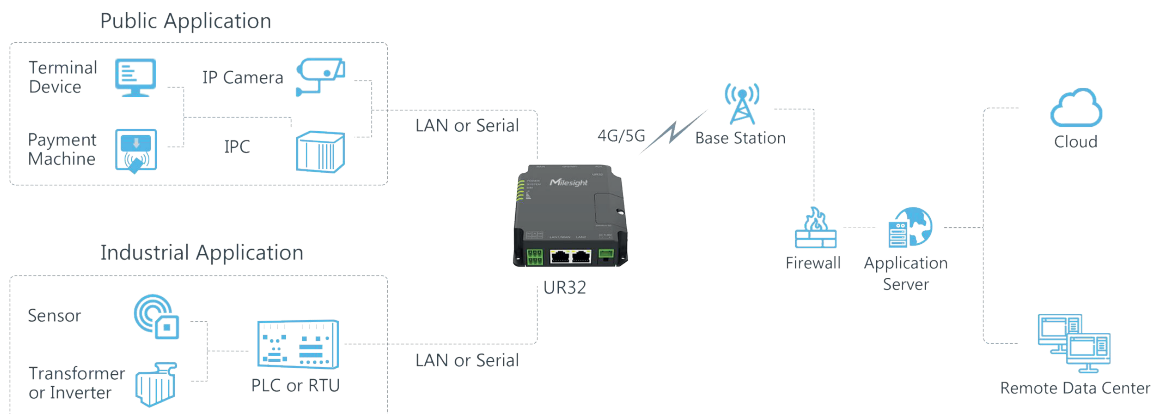 Public Application
Terminal
Device
IP Camera
Payment
Machine
IPC
LAN or Serial
4G/5G
Base Station
Cloud
Milesight
UR32
Firewall
Application
Server
Industrial Application
Sensor
Transformer
or Inverter
PLC or RTU
LAN or Serial
Remote Data Center